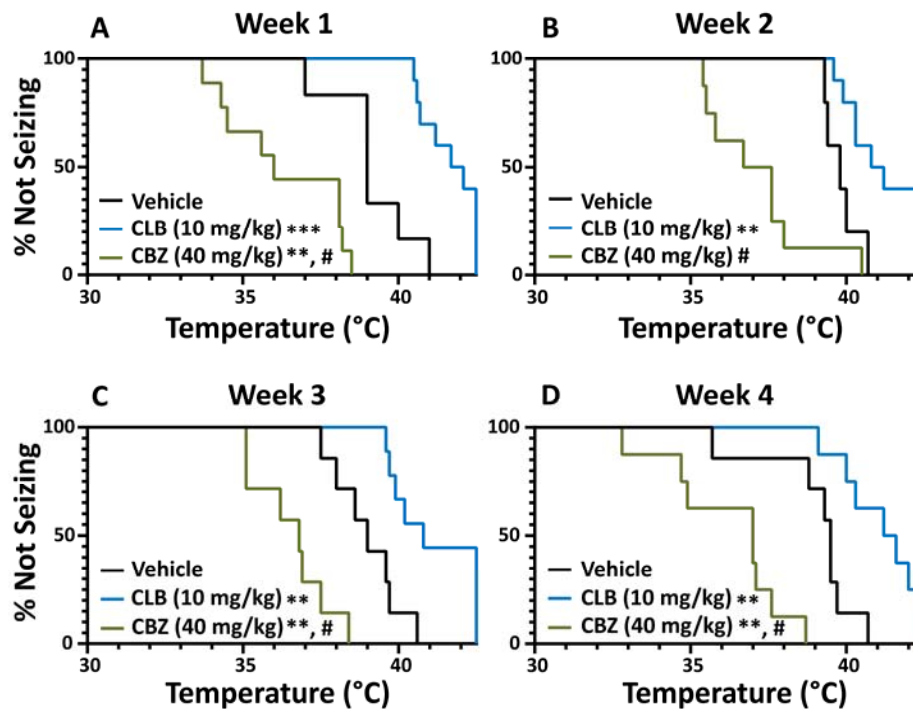 A Week 1
% Not Seizing
100
50
0
Vehicle
CLB (10 mg/kg) ***
CBZ (40 mg/kg) **, #
30 35 40
Temperature (°C)
B Week 2
100
50
0
Vehicle
CLB (10 mg/kg) **
CBZ (40 mg/kg) #
30 35 40
Temperature (°C)
C Week 3
% Not Seizing
100
50
0
Vehicle
CLB (10 mg/kg) **
CBZ (40 mg/kg) **, #
30 35 40
Temperature (°C)
D Week 4
100
50
0
Vehicle
CLB (10 mg/kg) **
CBZ (40 mg/kg) **, #
30 35 40
Temperature (°C)